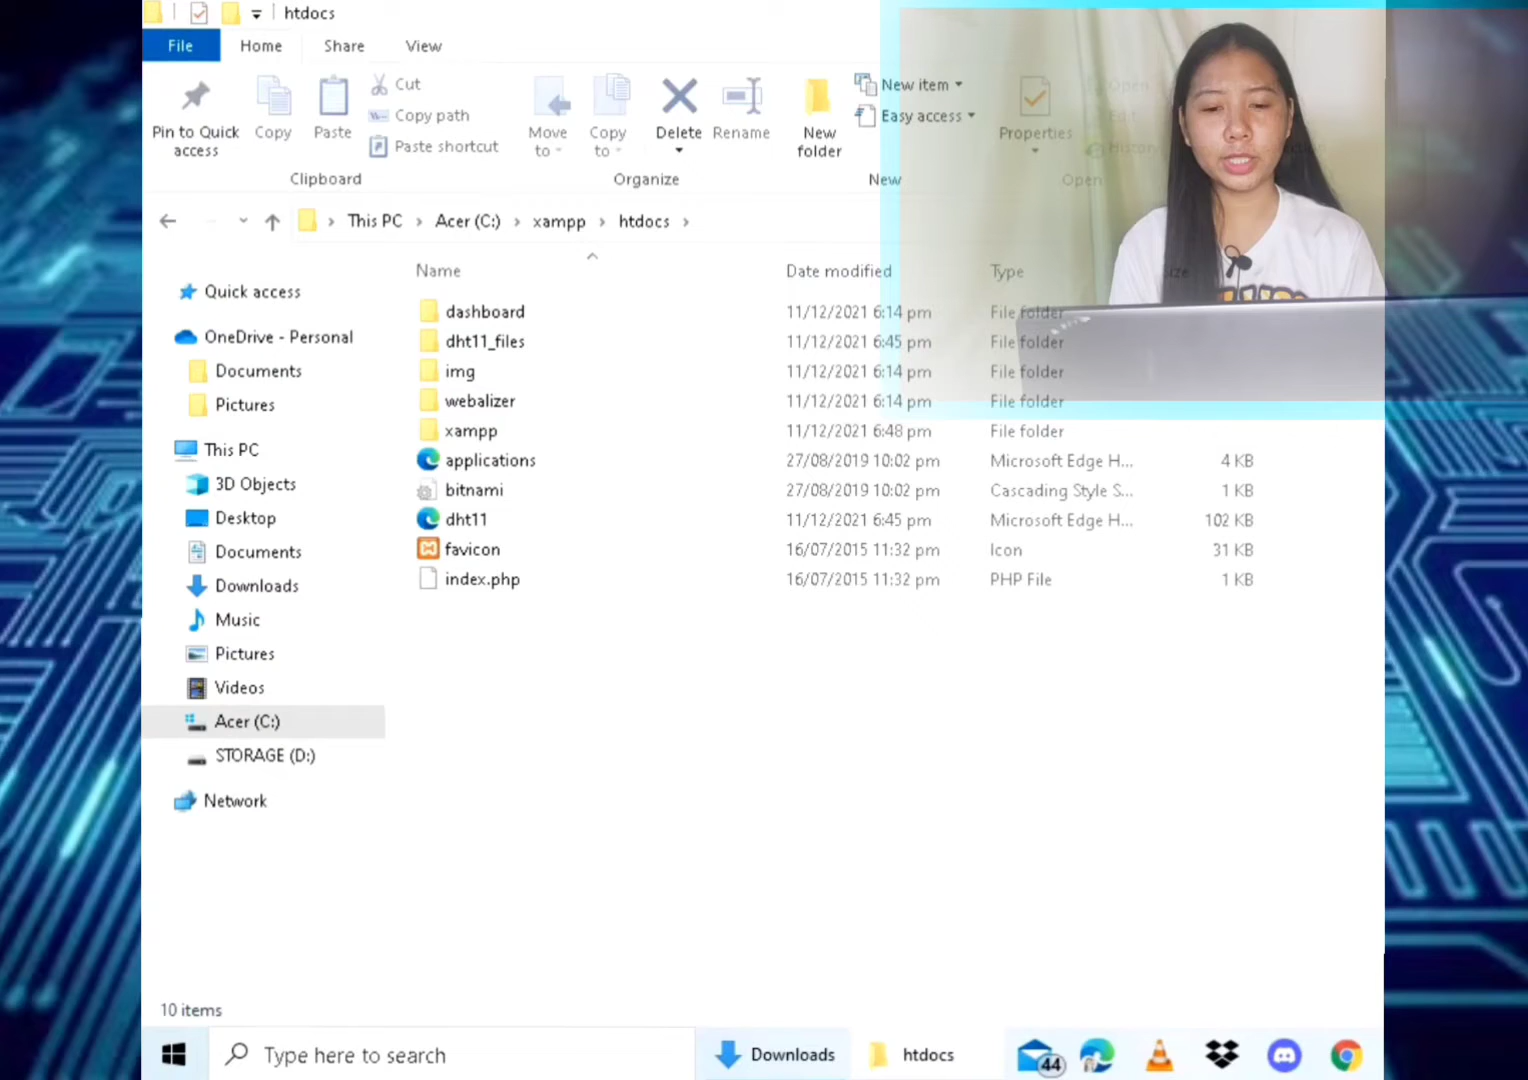 htdocs
File Home Share View
Pin to Quick access
Copy
Paste
Cut
Copy path
Paste shortcut
Clipboard
Move to
Copy to
Delete
Rename
Organize
New folder
New item
Easy access
New
Properties
Open
Edit
History
Open
This PC › Acer (C:) › xampp › htdocs ›
Name Date modified Type Size
dashboard 11/12/2021 6:14 pm File folder
dht11_files 11/12/2021 6:45 pm File folder
img 11/12/2021 6:14 pm File folder
webalizer 11/12/2021 6:14 pm File folder
xampp 11/12/2021 6:48 pm File folder
applications 27/08/2019 10:02 pm Microsoft Edge H... 4 KB
bitnami 27/08/2019 10:02 pm Cascading Style S... 1 KB
dht11 11/12/2021 6:45 pm Microsoft Edge H... 102 KB
favicon 16/07/2015 11:32 pm Icon 31 KB
index.php 16/07/2015 11:32 pm PHP File 1 KB
Quick access
OneDrive - Personal
Documents
Pictures
This PC
3D Objects
Desktop
Documents
Downloads
Music
Pictures
Videos
Acer (C:)
STORAGE (D:)
Network
10 items
Type here to search
Downloads
htdocs
44